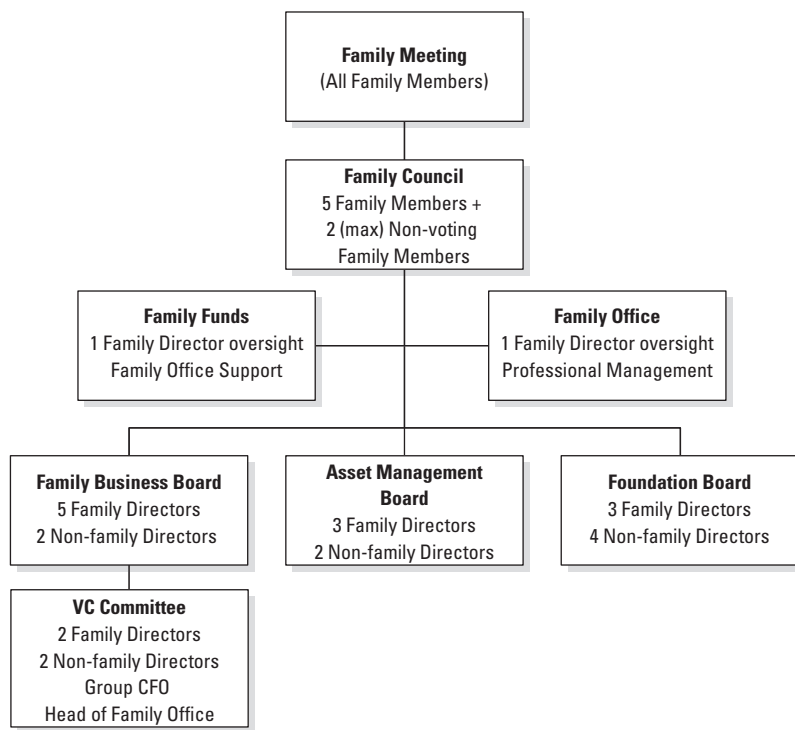 Family Meeting
(All Family Members)
Family Council
5 Family Members +
2 (max) Non-voting
Family Members
Family Funds
1 Family Director oversight
Family Office Support
Family Office
1 Family Director oversight
Professional Management
Family Business Board
5 Family Directors
2 Non-family Directors
Asset Management
Board
3 Family Directors
2 Non-family Directors
Foundation Board
3 Family Directors
4 Non-family Directors
VC Committee
2 Family Directors
2 Non-family Directors
Group CFO
Head of Family Office